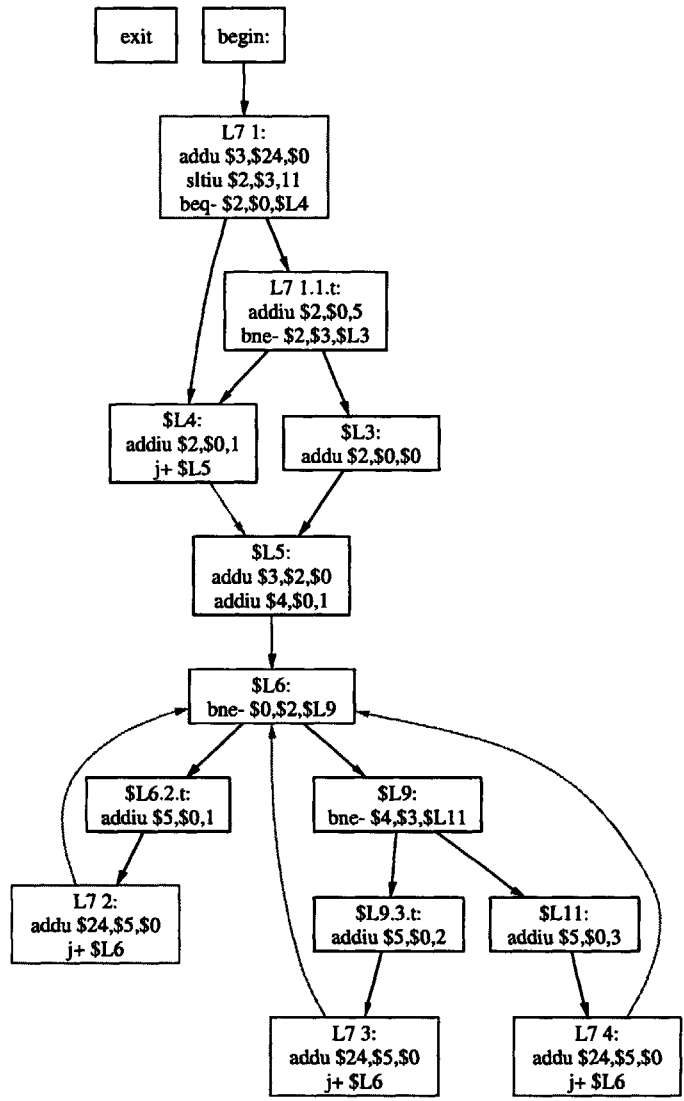 exit
begin:
L7 1:
addu $3,$24,$0
sltiu $2,$3,11
beq- $2,$0,$L4
L7 1.1.t:
addiu $2,$0,5
bne- $2,$3,$L3
$L4:
addiu $2,$0,1
j+ $L5
$L3:
addu $2,$0,$0
$L5:
addu $3,$2,$0
addiu $4,$0,1
$L6:
bne- $0,$2,$L9
$L6.2.t:
addiu $5,$0,1
$L9:
bne- $4,$3,$L11
L7 2:
addu $24,$5,$0
j+ $L6
$L9.3.t:
addiu $5,$0,2
$L11:
addiu $5,$0,3
L7 3:
addu $24,$5,$0
j+ $L6
L7 4:
addu $24,$5,$0
j+ $L6